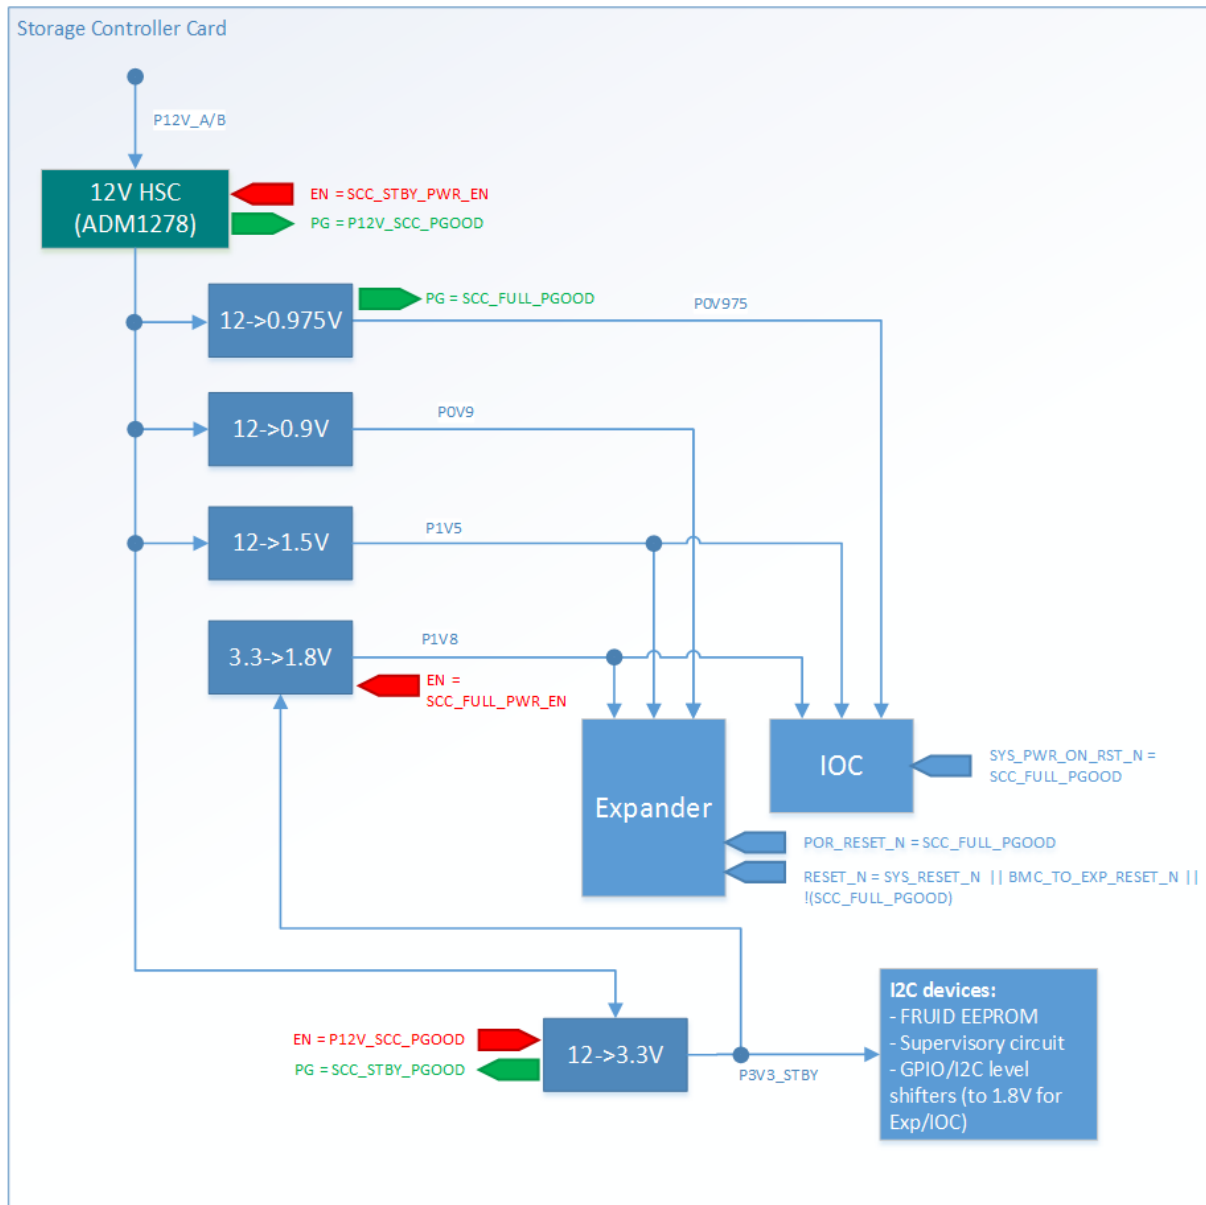 Storage Controller Card
P12V_A/B
12V HSC
(ADM1278)
EN = SCC_STBY_PWR_EN
PG = P12V_SCC_PGOOD
12->0.975V
PG = SCC_FULL_PGOOD
P0V975
12->0.9V
P0V9
12->1.5V
P1V5
3.3->1.8V
P1V8
EN =
SCC_FULL_PWR_EN
Expander
IOC
SYS_PWR_ON_RST_N =
SCC_FULL_PGOOD
POR_RESET_N = SCC_FULL_PGOOD
RESET_N = SYS_RESET_N || BMC_TO_EXP_RESET_N ||
!(SCC_FULL_PGOOD)
EN = P12V_SCC_PGOOD
PG = SCC_STBY_PGOOD
12->3.3V
P3V3_STBY
I2C devices:
- FRUID EEPROM
- Supervisory circuit
- GPIO/I2C level
shifters (to 1.8V for
Exp/IOC)